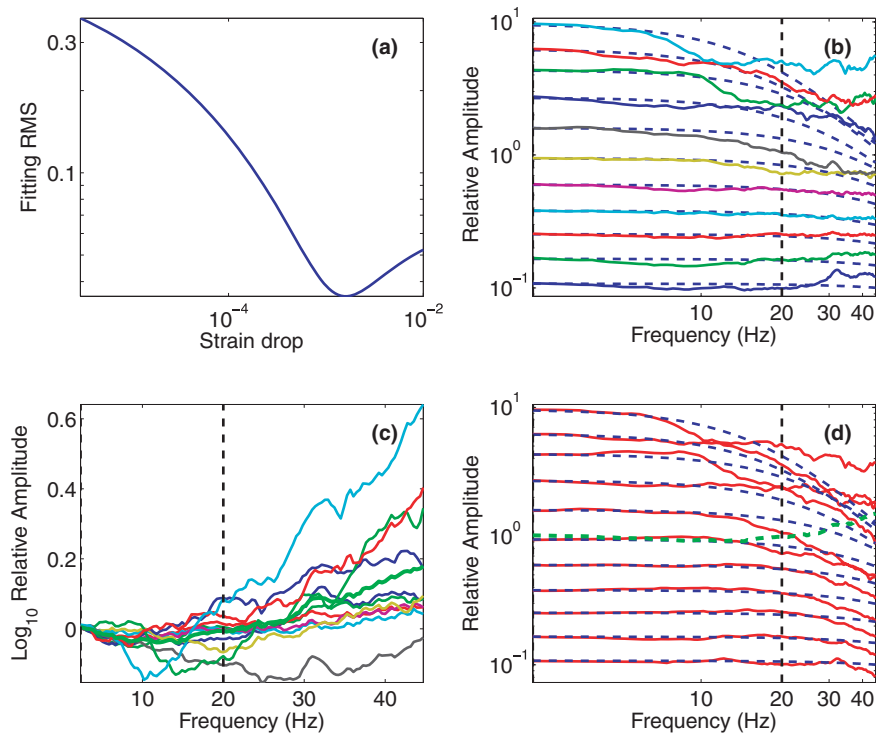 (a)
0.3
0.1
Fitting RMS
10^−4
10^−2
Strain drop
(b)
10^1
10^0
10^−1
Relative Amplitude
10 20 30 40
Frequency (Hz)
(c)
0.6
0.4
0.2
0
Log_10 Relative Amplitude
10 20 30 40
Frequency (Hz)
(d)
10^1
10^0
10^−1
Relative Amplitude
10 20 30 40
Frequency (Hz)